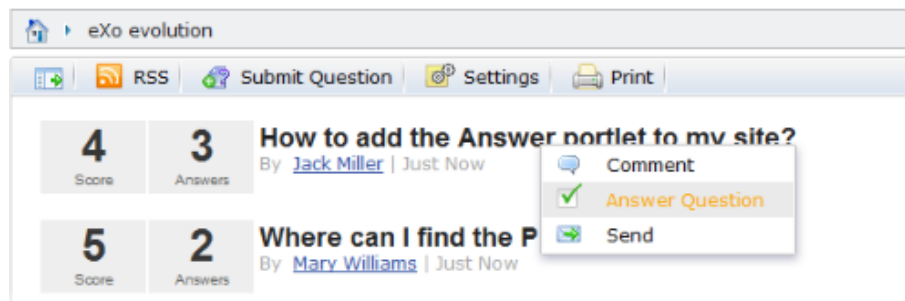 eXo evolution
RSS Submit Question Settings Print
4 3 How to add the Answer portlet to my site?
Score Answers By Jack Miller | Just Now
Comment
Answer Question
Send
5 2 Where can I find the
Score Answers By Mary Williams | Just Now